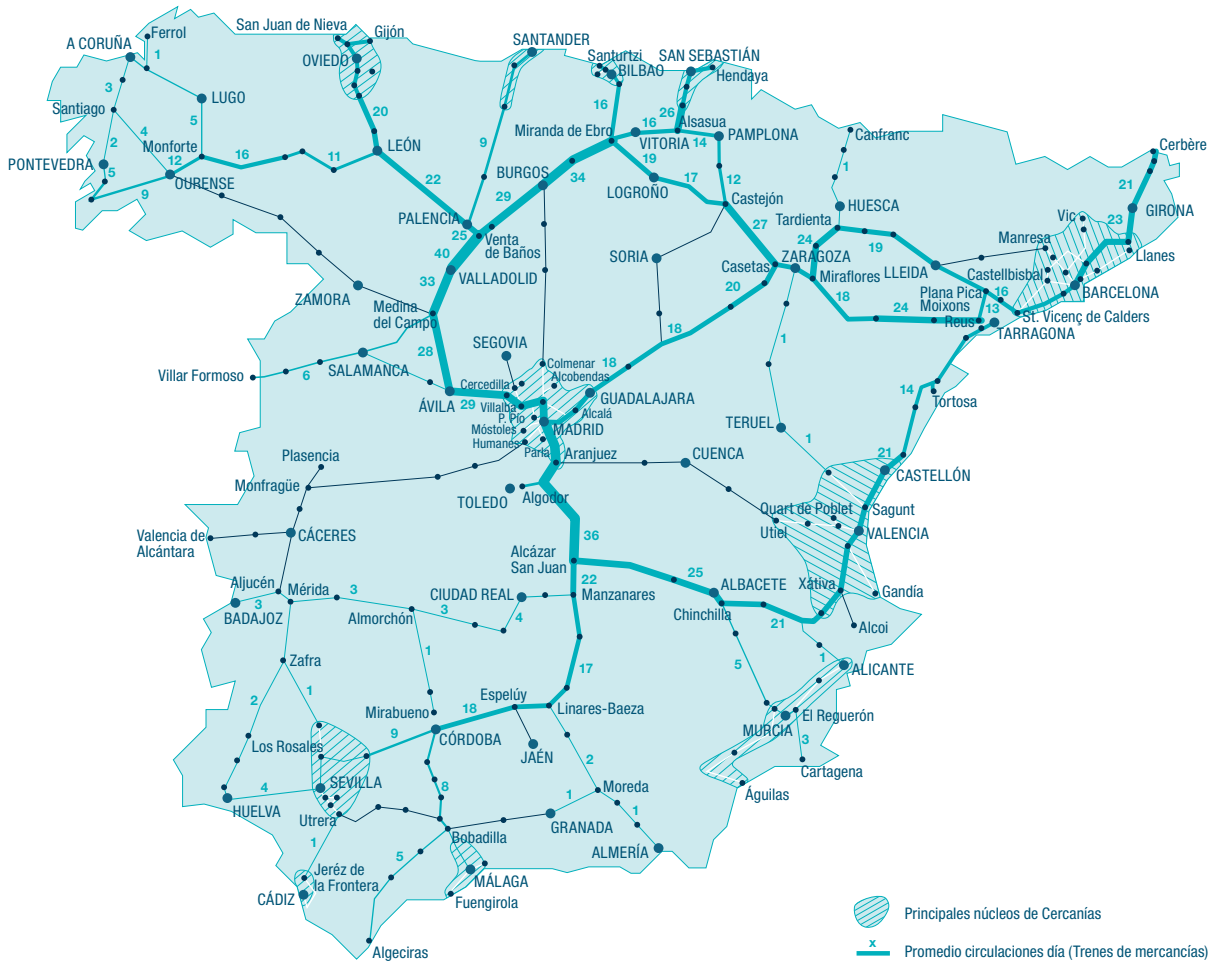 San Juan de Nieva
Gijón
Ferrol
A CORUÑA
1
OVIEDO
SANTANDER
Santurtzi
BILBAO
SAN SEBASTIÁN
Hendaya
3
LUGO
20
16
26
Santiago
2
4
5
Monforte
12
16
11
LEÓN
9
Miranda de Ebro
16
VITORIA
Alsasua
14
PAMPLONA
Canfranc
Cerbère
PONTEVEDRA
5
9
OURENSE
22
BURGOS
34
29
19
LOGROÑO
17
12
Castejón
1
HUESCA
21
GIRONA
PALENCIA
25
Venta
de Baños
40
33
VALLADOLID
SORIA
27
Tardienta
24
19
Vic
23
Manresa
Llanes
Casetas
ZARAGOZA
Miraflores
LLEIDA
Castellbisbal
BARCELONA
ZAMORA
Medina
del Campo
20
18
24
Plana Pica
Moixons
16
13
Reus
St. Vicenç de Calders
TARRAGONA
18
1
SEGOVIA
28
Villar Formoso
6
SALAMANCA
Cercedilla
Colmenar
Alcobendas
18
ÁVILA
29
Villalba
P. Pío
Móstoles
Humanes
Parla
MADRID
Alcalá
GUADALAJARA
14
Tortosa
TERUEL
1
Plasencia
Monfragüe
Aranjuez
CUENCA
21
CASTELLÓN
TOLEDO
Algodor
Quart de Poblet
Utiel
Sagunt
VALENCIA
Valencia de
Alcántara
CÁCERES
36
Alcázar
San Juan
22
25
ALBACETE
Xátiva
Gandía
Aljucén
3
BADAJOZ
Mérida
3
Almorchón
3
CIUDAD REAL
4
Manzanares
Chinchilla
21
Alcoi
Zafra
1
17
5
1
ALICANTE
2
1
Mirabueno
18
Espelúy
Linares-Baeza
MURCIA
El Reguerón
3
Los Rosales
9
CÓRDOBA
JAÉN
2
Cartagena
4
SEVILLA
8
Moreda
Águilas
HUELVA
Utrera
1
GRANADA
1
1
Bobadilla
5
ALMERÍA
Jeréz de
la Frontera
CÁDIZ
MÁLAGA
Fuengirola
Algeciras
Principales núcleos de Cercanías
x
Promedio circulaciones día (Trenes de mercancías)